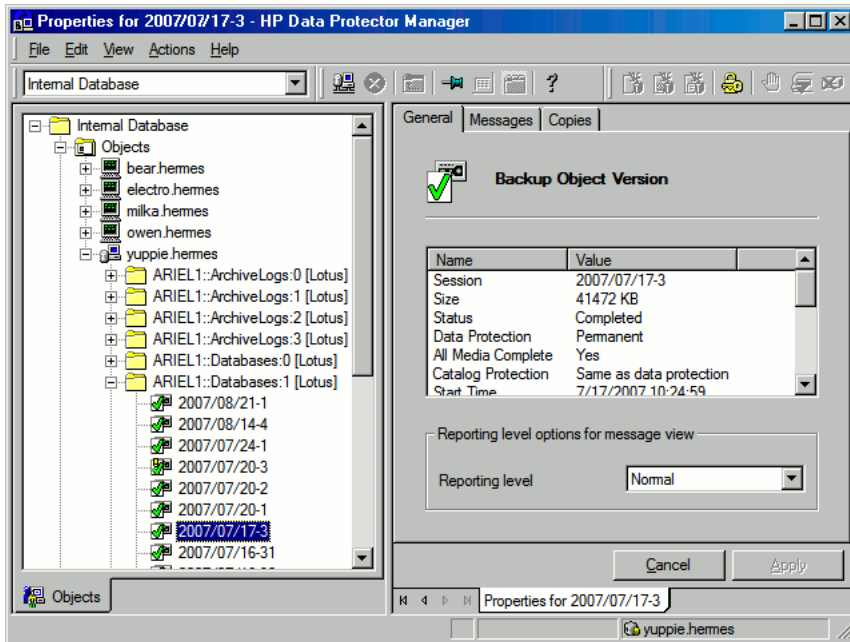 Properties for 2007/07/17-3 - HP Data Protector Manager
File Edit View Actions Help
Internal Database
Internal Database
Objects
bear.hermes
electro.hermes
milka.hermes
owen.hermes
yuppie.hermes
ARIEL1::ArchiveLogs:0 [Lotus]
ARIEL1::ArchiveLogs:1 [Lotus]
ARIEL1::ArchiveLogs:2 [Lotus]
ARIEL1::ArchiveLogs:3 [Lotus]
ARIEL1::Databases:0 [Lotus]
ARIEL1::Databases:1 [Lotus]
2007/08/21-1
2007/08/14-4
2007/07/24-1
2007/07/20-3
2007/07/20-2
2007/07/20-1
2007/07/17-3
2007/07/16-31
Objects
General Messages Copies
Backup Object Version
Name Value
Session 2007/07/17-3
Size 41472 KB
Status Completed
Data Protection Permanent
All Media Complete Yes
Catalog Protection Same as data protection
Start Time 7/17/2007 10:24:59
Reporting level options for message view
Reporting level Normal
Cancel Apply
Properties for 2007/07/17-3
yuppie.hermes